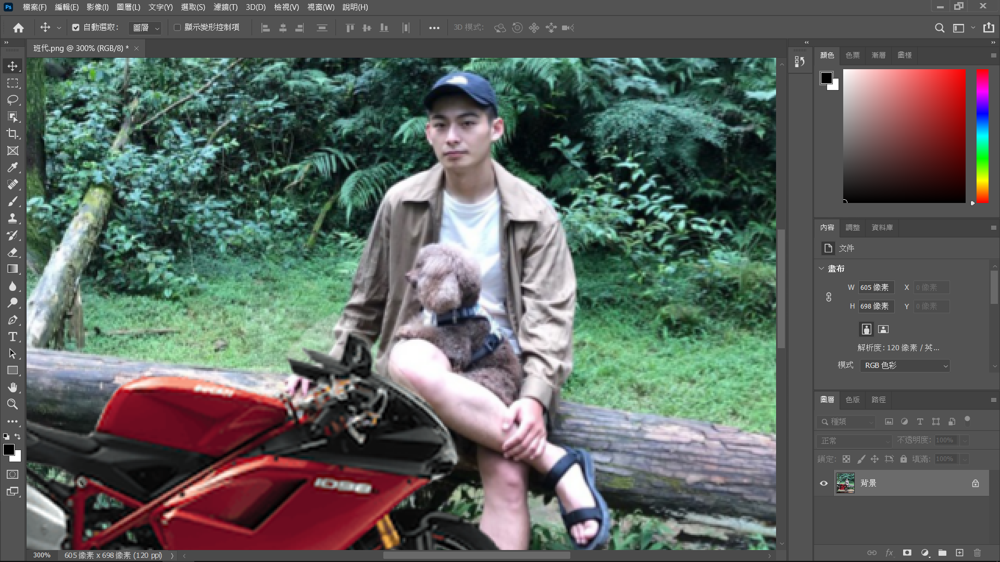 Ps 檔案(F) 編輯(E) 影像(I) 圖層(L) 文字(Y) 選取(S) 濾鏡(T) 3D(D) 檢視(V) 視窗(W) 說明(H)
自動選取： 圖層 顯示變形控制項 3D 模式：
班代.png @ 300% (RGB/8) *
DUCATI
1098
300% 605 像素 x 698 像素 (120 ppi)
顏色 色票 漸層 圖樣
內容 調整 資料庫
文件
畫布
W 605 像素 X 0 像素
H 698 像素 Y 0 像素
解析度：120 像素 / 英...
模式 RGB 色彩
圖層 色版 路徑
種類
正常 不透明度： 100%
鎖定： 填滿： 100%
背景
fx